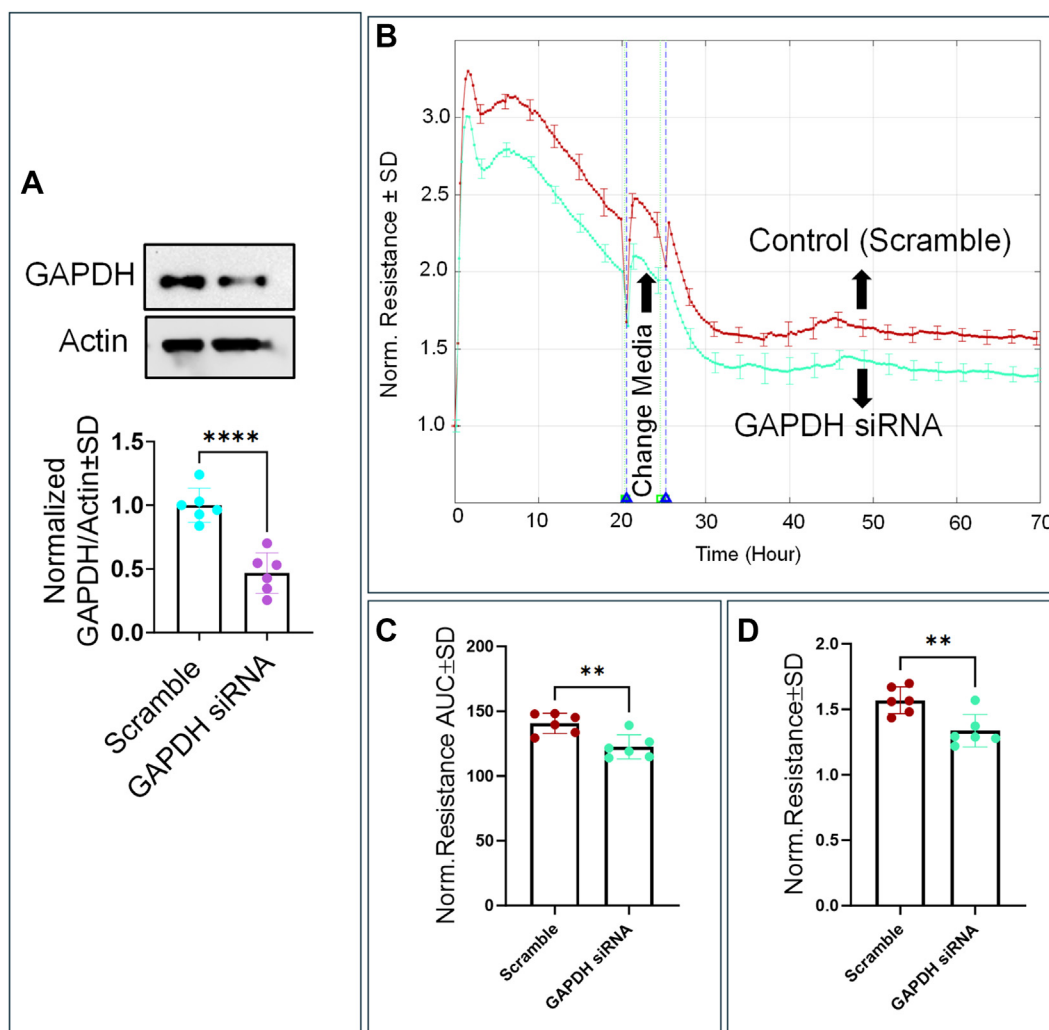 A
GAPDH
Actin
Normalized
GAPDH/Actin±SD
1.5
1.0
0.5
0.0
****
Scramble
GAPDH siRNA
B
Norm. Resistance ± SD
3.0
2.5
2.0
1.5
1.0
Control (Scramble)
Change Media
GAPDH siRNA
0
10
20
30
40
50
60
70
Time (Hour)
C
Norm.Resistance AUC±SD
200
150
100
50
0
**
Scramble
GAPDH siRNA
D
Norm.Resistance±SD
2.0
1.5
1.0
0.5
0.0
**
Scramble
GAPDH siRNA